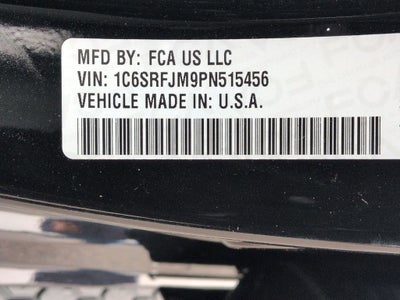 MFD BY: FCA US LLC
VIN: 1C6SRFJM9PN515456
VEHICLE MADE IN: U.S.A.